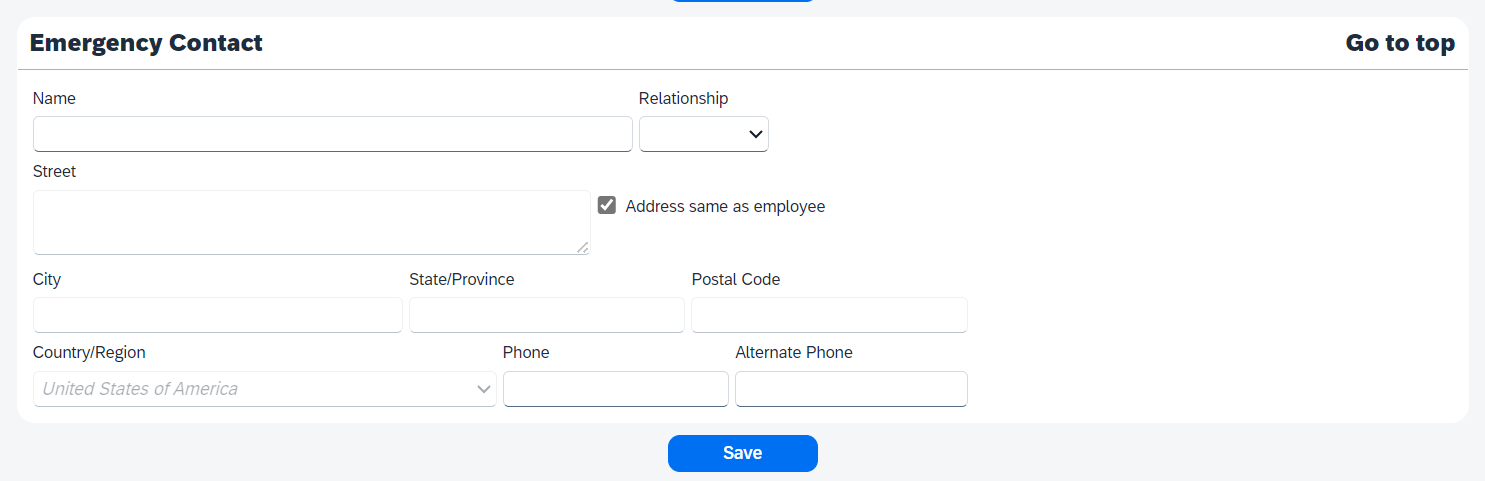 Emergency Contact Go to top
Name Relationship
Street
Address same as employee
City State/Province Postal Code
Country/Region Phone Alternate Phone
United States of America
Save